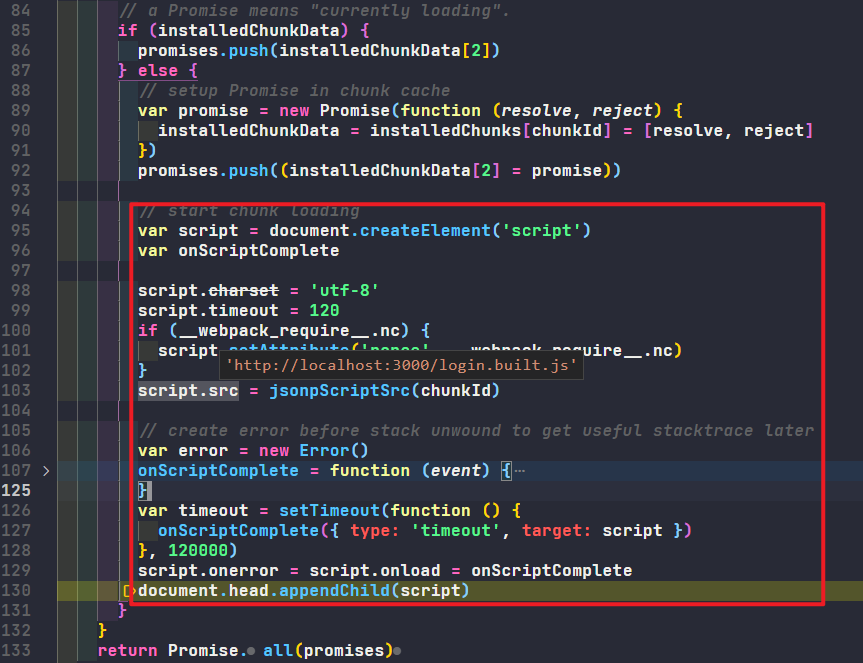 84 // a Promise means "currently loading".
85 if (installedChunkData) {
86 promises.push(installedChunkData[2])
87 } else {
88 // setup Promise in chunk cache
89 var promise = new Promise(function (resolve, reject) {
90 installedChunkData = installedChunks[chunkId] = [resolve, reject]
91 })
92 promises.push((installedChunkData[2] = promise))
93
94 // start chunk loading
95 var script = document.createElement('script')
96 var onScriptComplete
97
98 script.charset = 'utf-8'
99 script.timeout = 120
100 if (__webpack_require__.nc) {
101 script.setAttribute('nonce', __webpack_require__.nc)
'http://localhost:3000/login.built.js'
102 }
103 script.src = jsonpScriptSrc(chunkId)
104
105 // create error before stack unwound to get useful stacktrace later
106 var error = new Error()
107 onScriptComplete = function (event) {…
125 }
126 var timeout = setTimeout(function () {
127 onScriptComplete({ type: 'timeout', target: script })
128 }, 120000)
129 script.onerror = script.onload = onScriptComplete
130 document.head.appendChild(script)
131 }
132 }
133 return Promise. all(promises)